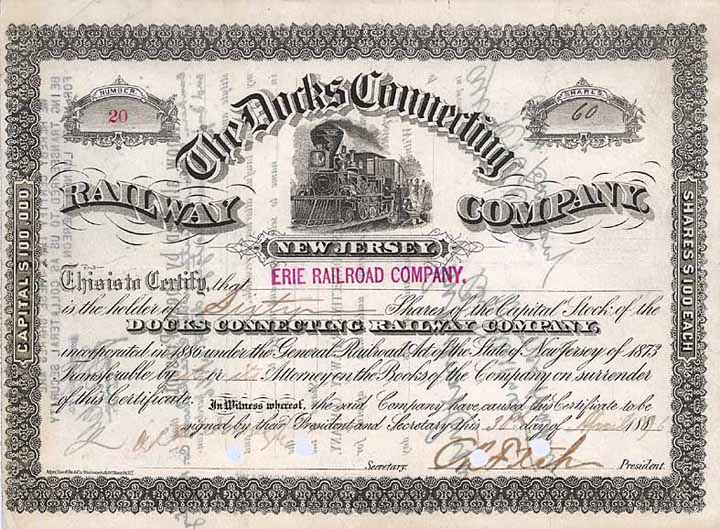 NUMBER
20
SHARES
60
The Docks Connecting
RAILWAY COMPANY
NEW JERSEY
CAPITAL $100.000
SHARES $100 EACH
This is to Certify, that ERIE RAILROAD COMPANY.
is the holder of Sixty Shares of the Capital Stock of the
DOCKS CONNECTING RAILWAY COMPANY,
incorporated in 1886 under the General Railroad Act of the State of New Jersey of 1873
Transferable by or Attorney on the Books of the Company on surrender
of this Certificate. In Witness whereof, the said Company have caused this Certificate to be
signed by their President and Secretary this day of 188
Secretary. President.